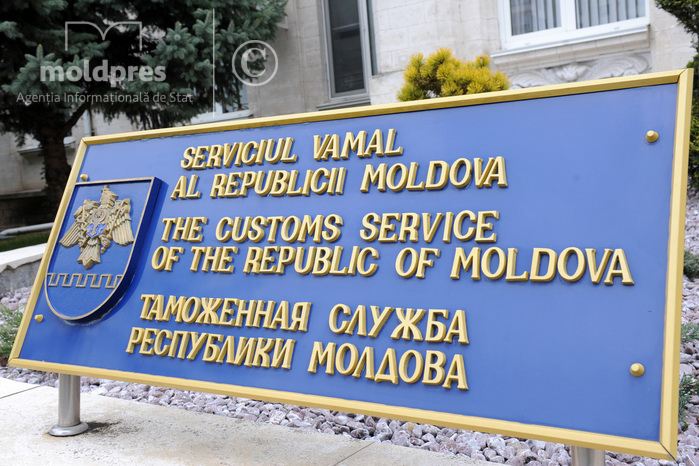 moldpres
Agenția Informațională de Stat
©
SERVICIUL VAMAL
AL REPUBLICII MOLDOVA
THE CUSTOMS SERVICE
OF THE REPUBLIC OF MOLDOVA
ТАМОЖЕННАЯ СЛУЖБА
РЕСПУБЛИКИ МОЛДОВА